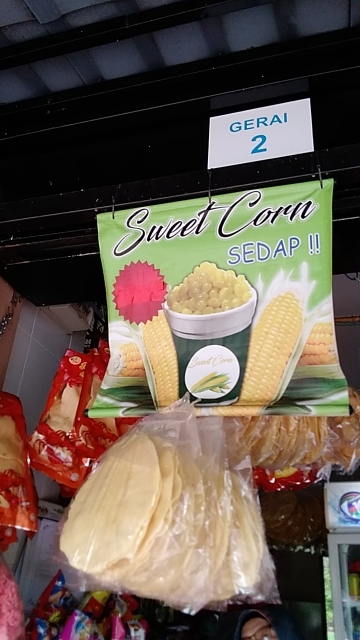 GERAI
2
Sweet Corn
SEDAP !!
Sweet Corn